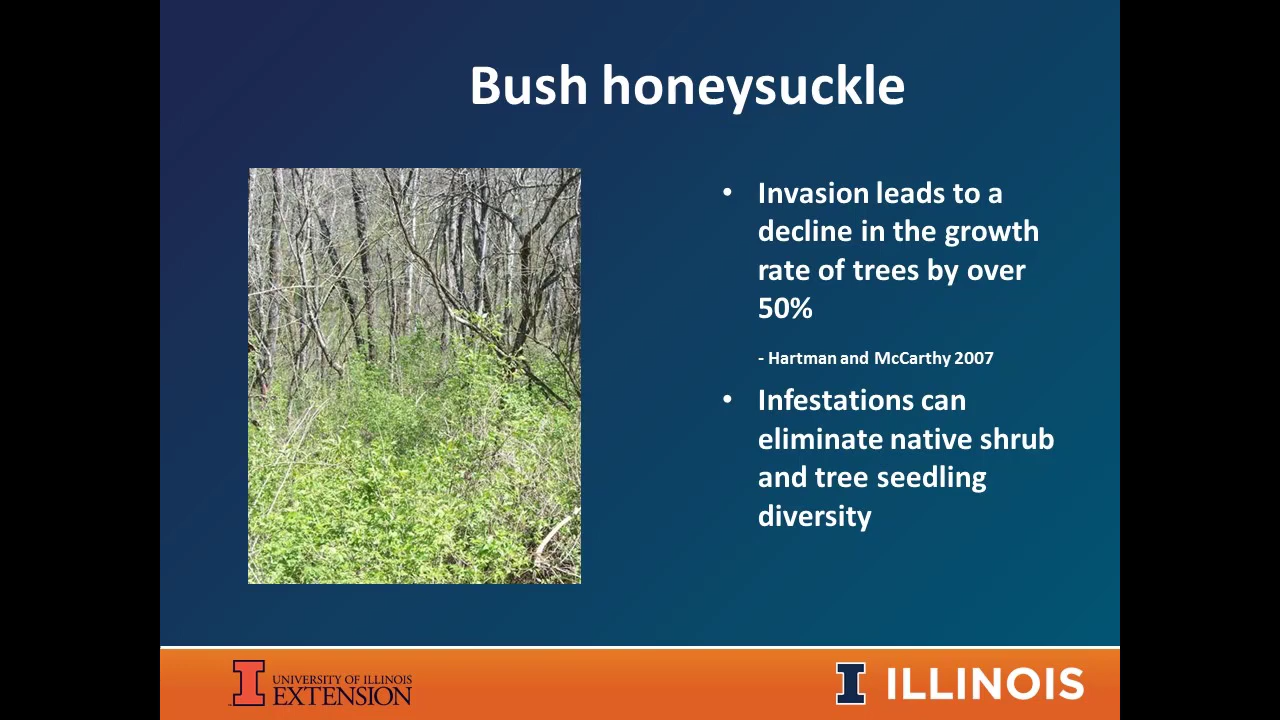 Bush honeysuckle
• Invasion leads to a
decline in the growth
rate of trees by over
50%
- Hartman and McCarthy 2007
• Infestations can
eliminate native shrub
and tree seedling
diversity
UNIVERSITY OF ILLINOIS
EXTENSION
ILLINOIS